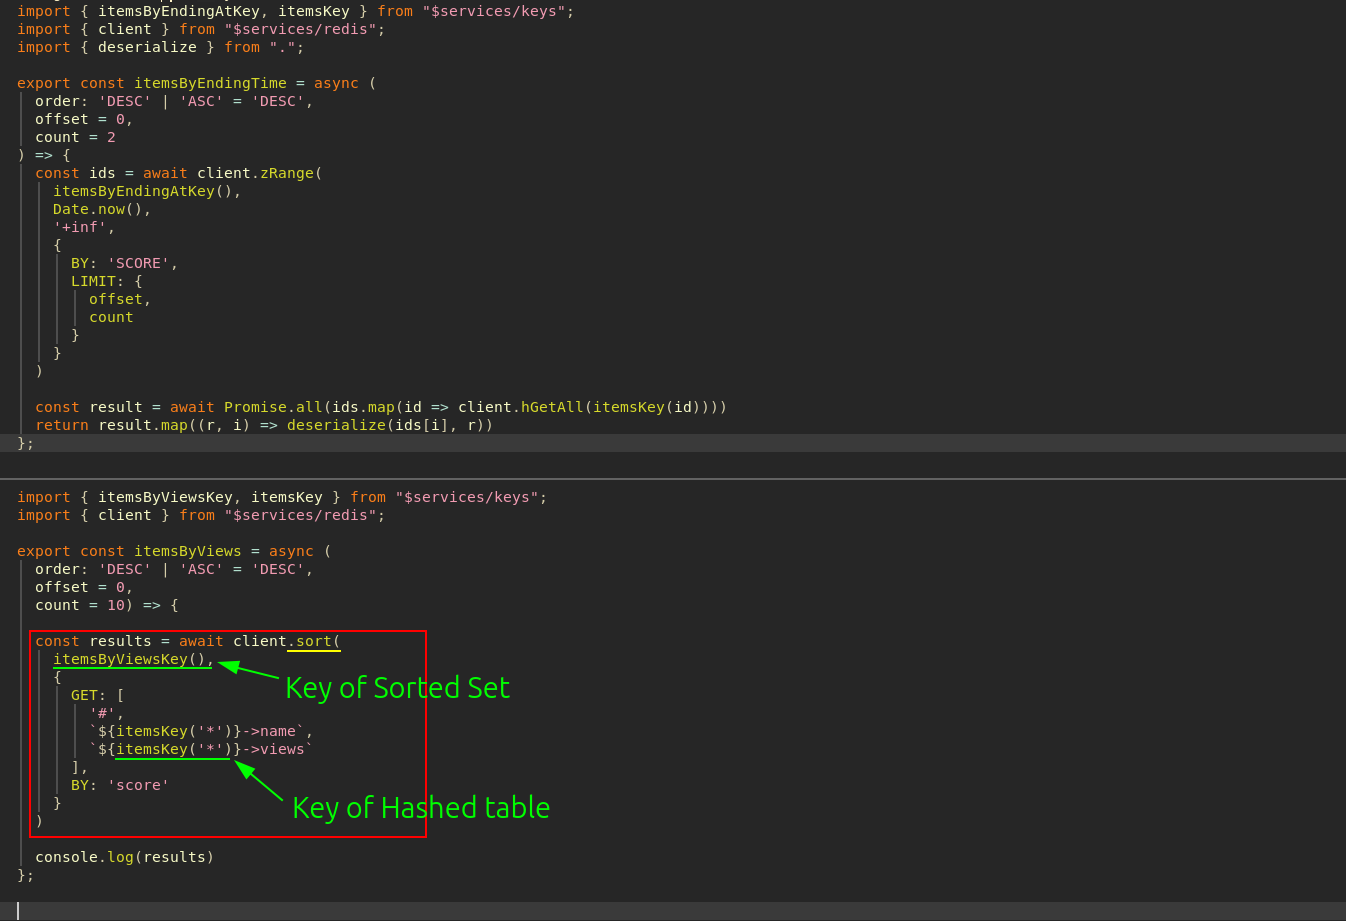 import { itemsByEndingAtKey, itemsKey } from "$services/keys";
import { client } from "$services/redis";
import { deserialize } from ".";
export const itemsByEndingTime = async (
order: 'DESC' | 'ASC' = 'DESC',
offset = 0,
count = 2
) => {
const ids = await client.zRange(
itemsByEndingAtKey(),
Date.now(),
'+inf',
{
BY: 'SCORE',
LIMIT: {
offset,
count
}
}
)
const result = await Promise.all(ids.map(id => client.hGetAll(itemsKey(id))))
return result.map((r, i) => deserialize(ids[i], r))
};
import { itemsByViewsKey, itemsKey } from "$services/keys";
import { client } from "$services/redis";
export const itemsByViews = async (
order: 'DESC' | 'ASC' = 'DESC',
offset = 0,
count = 10) => {
const results = await client.sort(
itemsByViewsKey(),
{
Key of Sorted Set
GET: [
'#',
`${itemsKey('*')}->name`,
`${itemsKey('*')}->views`
],
BY: 'score'
}
Key of Hashed table
)
console.log(results)
};